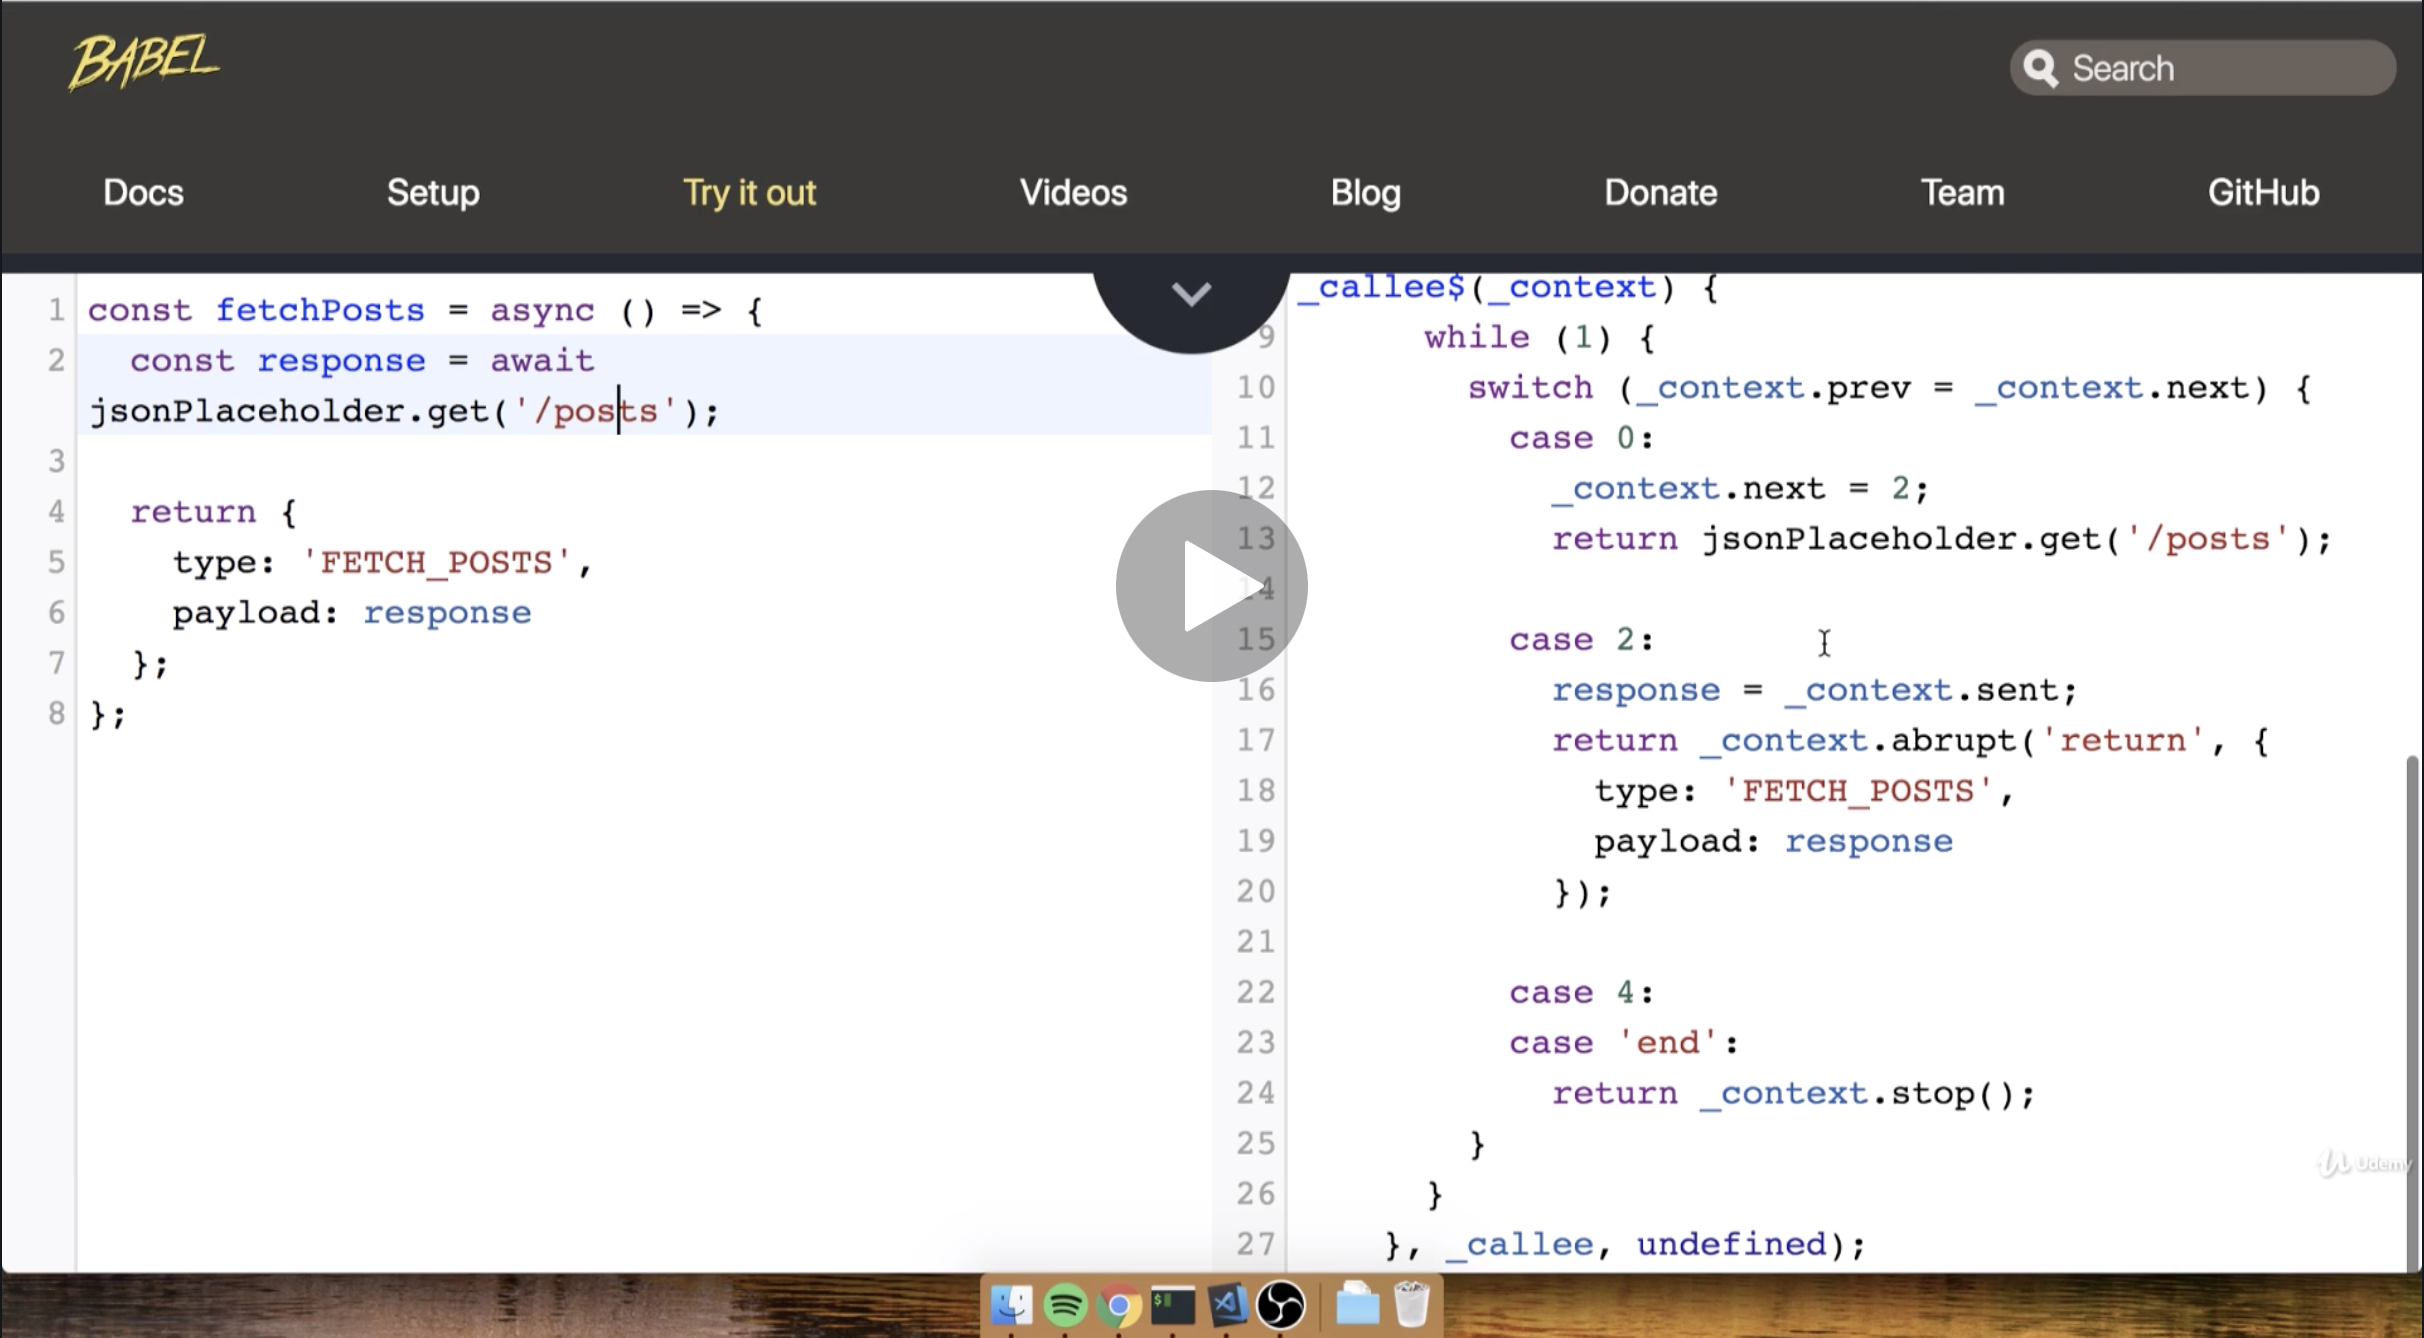 BABEL
Search
Docs Setup Try it out Videos Blog Donate Team GitHub
1 const fetchPosts = async () => {
2   const response = await
jsonPlaceholder.get('/posts');
3
4   return {
5     type: 'FETCH_POSTS',
6     payload: response
7   };
8 };
_callee$(_context) {
9       while (1) {
10         switch (_context.prev = _context.next) {
11           case 0:
12             _context.next = 2;
13             return jsonPlaceholder.get('/posts');
14
15           case 2:
16             response = _context.sent;
17             return _context.abrupt('return', {
18               type: 'FETCH_POSTS',
19               payload: response
20             });
21
22           case 4:
23           case 'end':
24             return _context.stop();
25         }
26       }
27     }, _callee, undefined);
Udemy
$